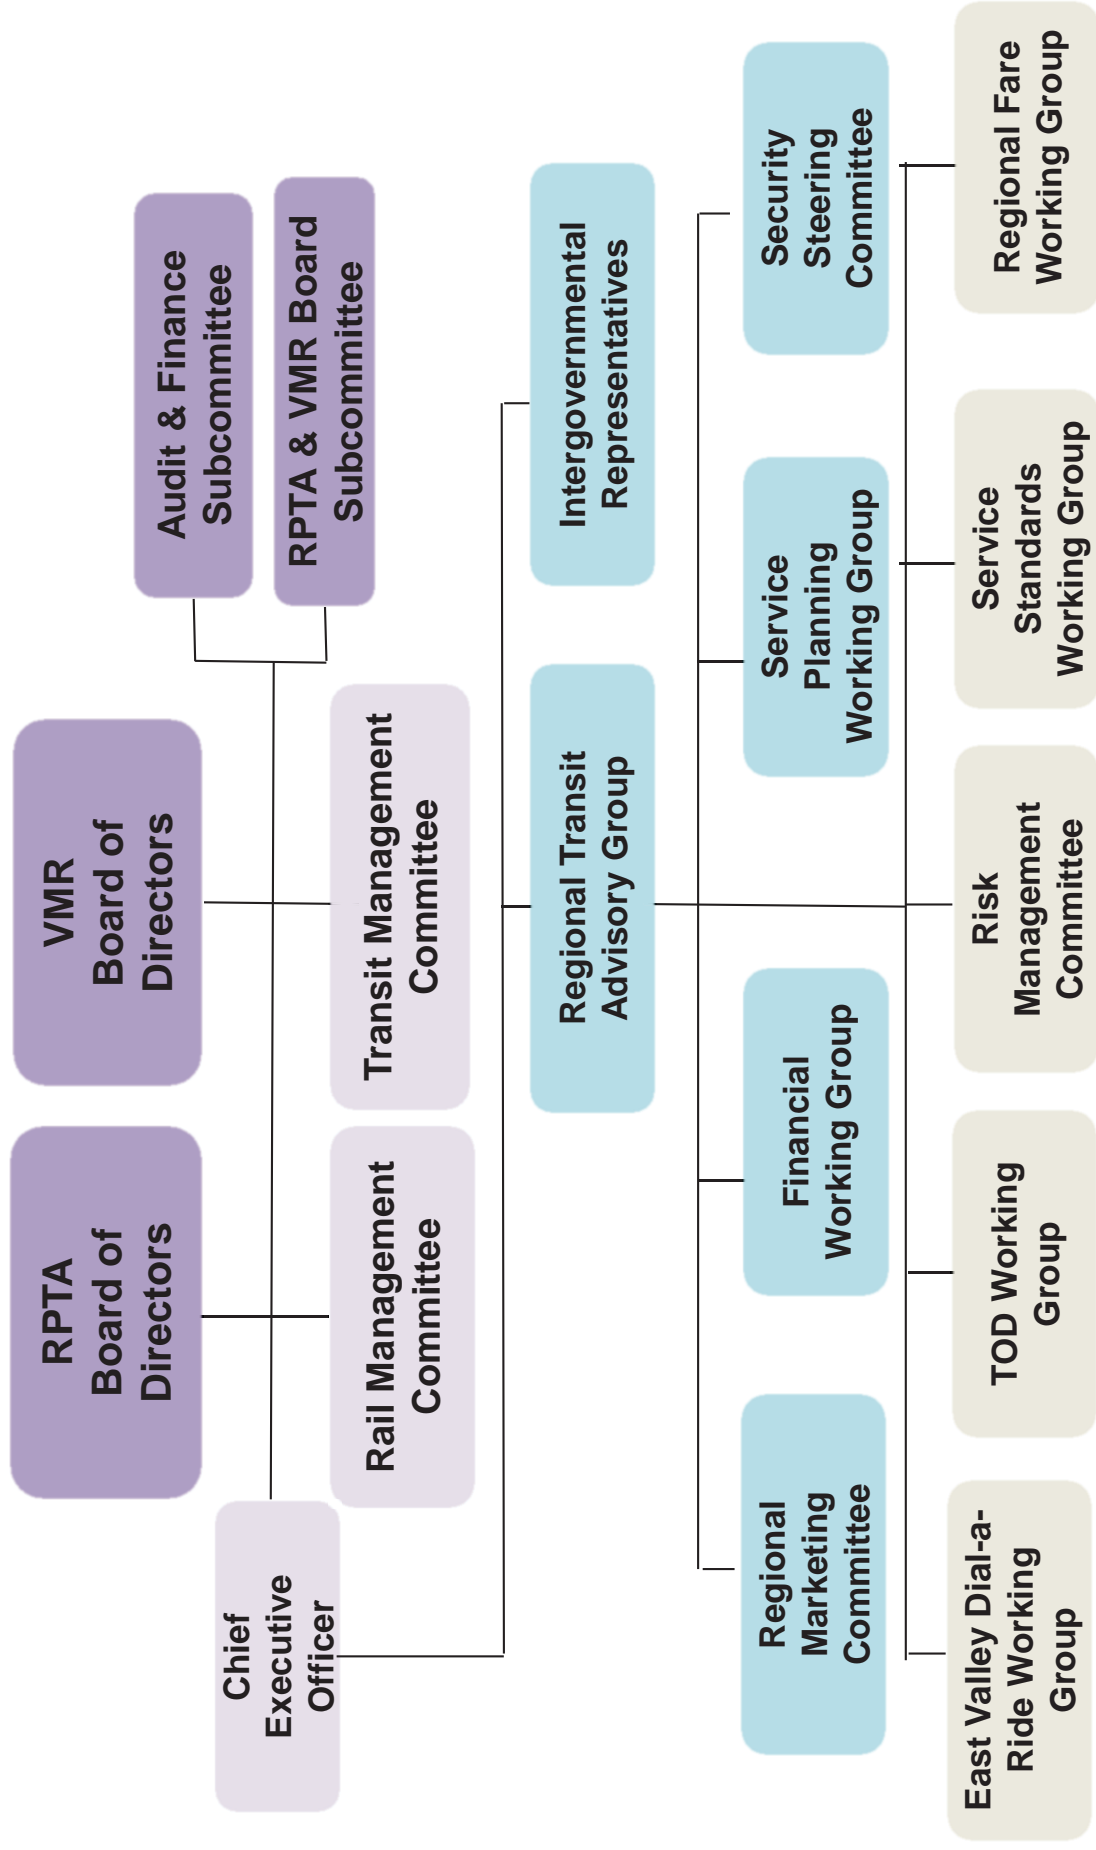 RPTA
Board of
Directors
VMR
Board of
Directors
Audit & Finance
Subcommittee
RPTA & VMR Board
Subcommittee
Chief
Executive
Officer
Rail Management
Committee
Transit Management
Committee
Regional Transit
Advisory Group
Intergovernmental
Representatives
Regional
Marketing
Committee
Financial
Working Group
Service
Planning
Working Group
Security
Steering
Committee
East Valley Dial-a-
Ride Working
Group
TOD Working
Group
Risk
Management
Committee
Service
Standards
Working Group
Regional Fare
Working Group